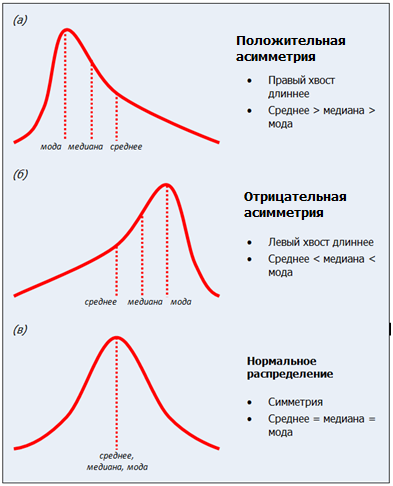 (а)
Положительная
асимметрия
• Правый хвост
длиннее
• Среднее > медиана >
мода
мода медиана среднее
(б)
Отрицательная
асимметрия
• Левый хвост длиннее
• Среднее < медиана <
мода
среднее медиана мода
(в)
Нормальное
распределение
• Симметрия
• Среднее = медиана =
мода
среднее,
медиана, мода